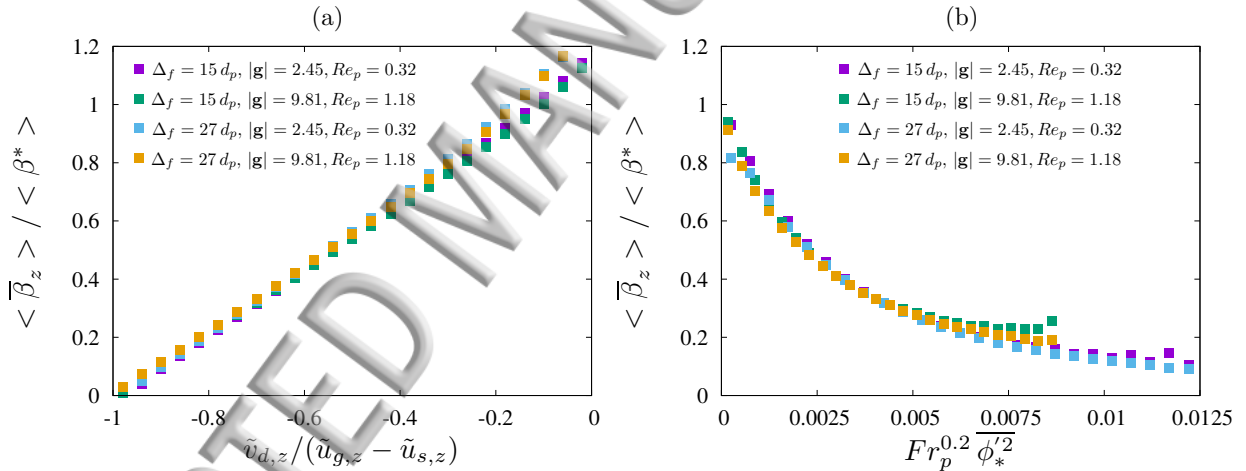 (a)
1.2
1
0.8
0.6
0.4
0.2
0
-1 -0.8 -0.6 -0.4 -0.2 0
Δ_f = 15 d_p, |g| = 2.45, Re_p = 0.32
Δ_f = 15 d_p, |g| = 9.81, Re_p = 1.18
Δ_f = 27 d_p, |g| = 2.45, Re_p = 0.32
Δ_f = 27 d_p, |g| = 9.81, Re_p = 1.18
< β̅_z > / < β* >
ṽ_{d,z}/(ũ_{g,z} − ũ_{s,z})
(b)
1.2
1
0.8
0.6
0.4
0.2
0
0 0.0025 0.005 0.0075 0.01 0.0125
Δ_f = 15 d_p, |g| = 2.45, Re_p = 0.32
Δ_f = 15 d_p, |g| = 9.81, Re_p = 1.18
Δ_f = 27 d_p, |g| = 2.45, Re_p = 0.32
Δ_f = 27 d_p, |g| = 9.81, Re_p = 1.18
< β̅_z > / < β* >
Fr_p^{0.2} \overline{ϕ_*^{'2}}